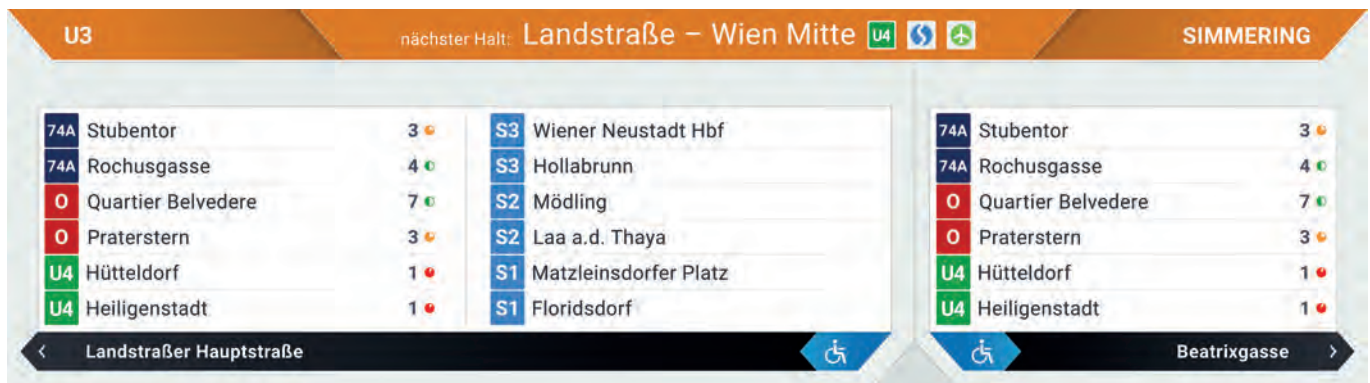 U3
nächster Halt: Landstraße – Wien Mitte U4
SIMMERING
74A Stubentor 3
74A Rochusgasse 4
O Quartier Belvedere 7
O Praterstern 3
U4 Hütteldorf 1
U4 Heiligenstadt 1
S3 Wiener Neustadt Hbf
S3 Hollabrunn
S2 Mödling
S2 Laa a.d. Thaya
S1 Matzleinsdorfer Platz
S1 Floridsdorf
< Landstraßer Hauptstraße
74A Stubentor 3
74A Rochusgasse 4
O Quartier Belvedere 7
O Praterstern 3
U4 Hütteldorf 1
U4 Heiligenstadt 1
Beatrixgasse >